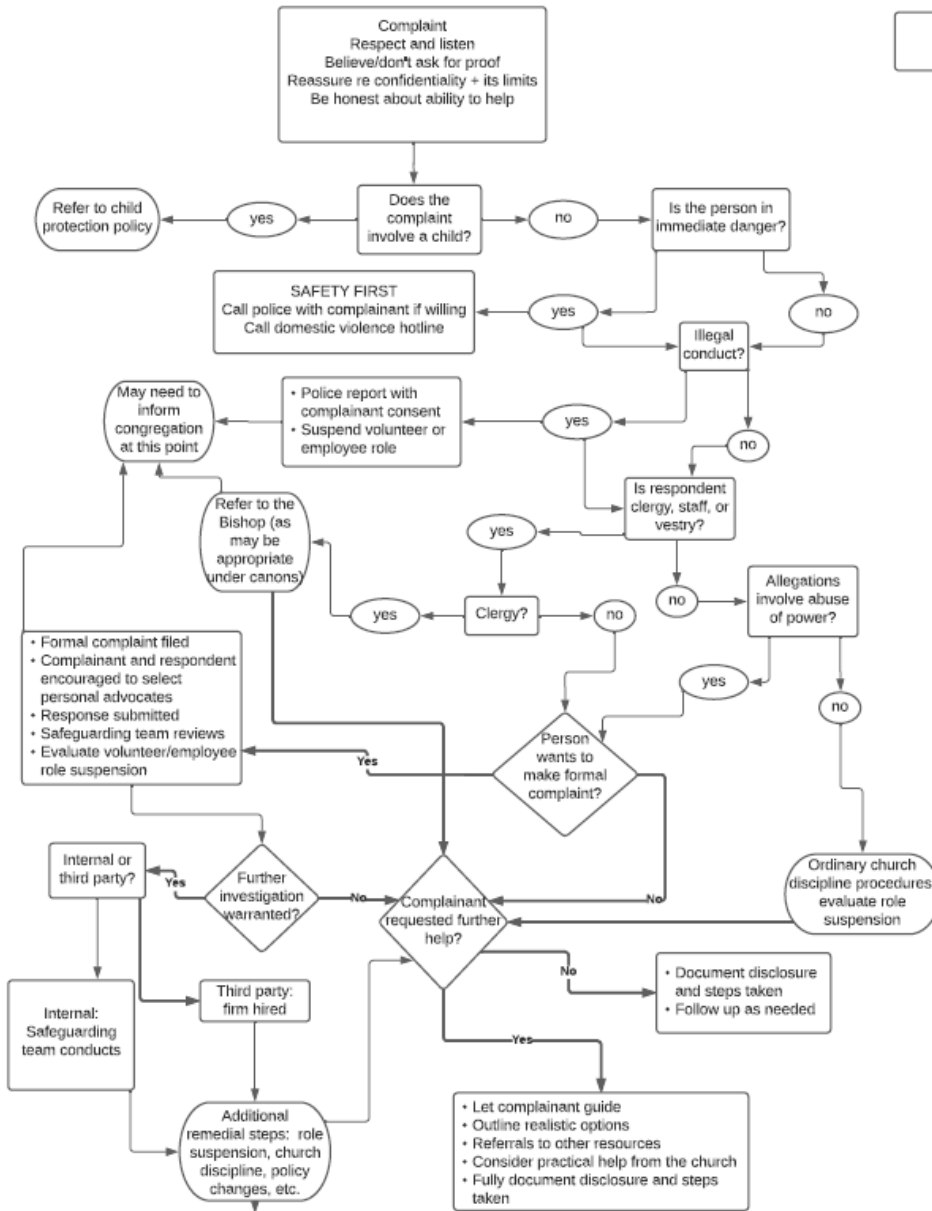 Complaint
Respect and listen
Believe/don't ask for proof
Reassure re confidentiality + its limits
Be honest about ability to help
Refer to child
protection policy
yes
Does the
complaint
involve a child?
no
Is the person in
immediate danger?
SAFETY FIRST
Call police with complainant if willing
Call domestic violence hotline
yes
no
Illegal
conduct?
May need to
inform
congregation
at this point
• Police report with
complainant consent
• Suspend volunteer or
employee role
yes
no
Refer to the
Bishop (as
may be
appropriate
under canons)
Is respondent
clergy, staff, or
vestry?
yes
yes
Clergy?
no
no
Allegations
involve abuse
of power?
yes
no
• Formal complaint filed
• Complainant and respondent
encouraged to select
personal advocates
• Response submitted
• Safeguarding team reviews
• Evaluate volunteer/employee
role suspension
Yes
Person
wants to
make formal
complaint?
Internal or
third party?
Yes
Further
investigation
warranted?
No
Complainant
requested further
help?
No
Ordinary church
discipline procedures,
evaluate role
suspension
Internal:
Safeguarding
team conducts
Third party:
firm hired
No
• Document disclosure
and steps taken
• Follow up as needed
Yes
Additional
remedial steps: role
suspension, church
discipline, policy
changes, etc.
• Let complainant guide
• Outline realistic options
• Referrals to other resources
• Consider practical help from the church
• Fully document disclosure and steps
taken